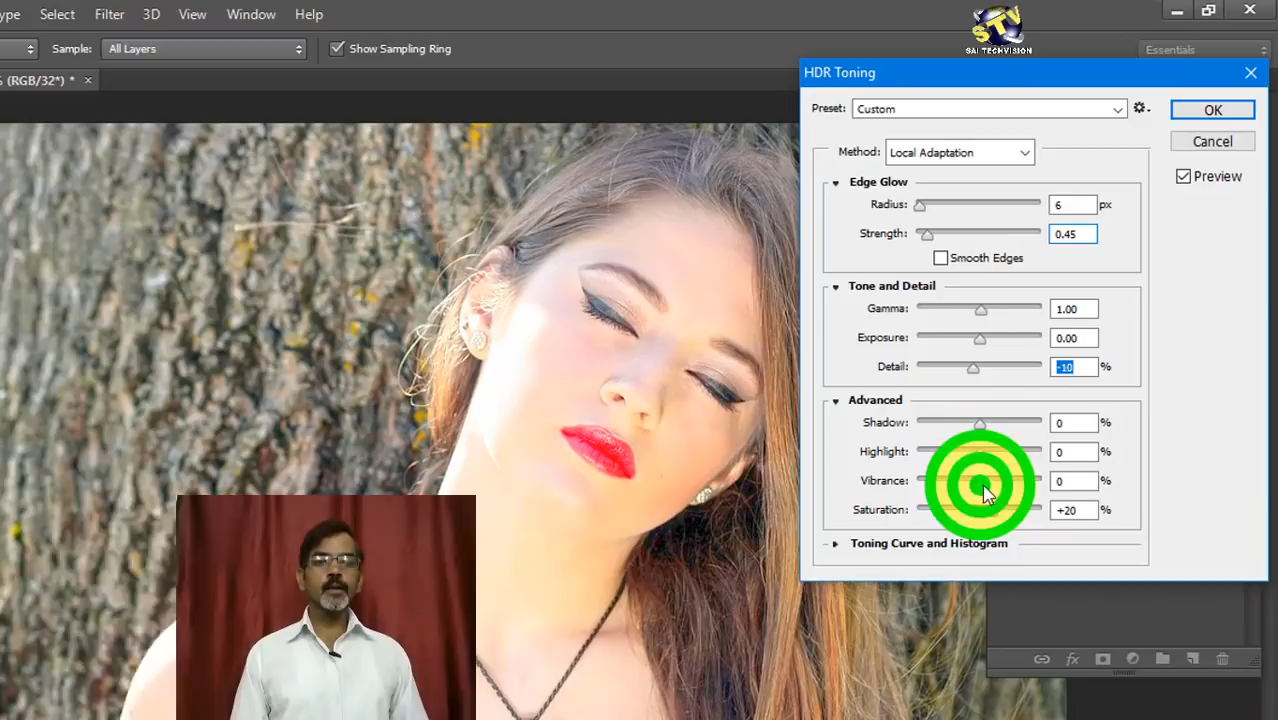 ype Select Filter 3D View Window Help
STV
SAI TECHVISION
Sample: All Layers Show Sampling Ring
Essentials
% (RGB/32*) * ×
HDR Toning
Preset: Custom
OK
Method: Local Adaptation
Cancel
Edge Glow
Preview
Radius: 6 px
Strength: 0.45
Smooth Edges
Tone and Detail
Gamma: 1.00
Exposure: 0.00
Detail: -10 %
Advanced
Shadow: 0 %
Highlight: 0 %
Vibrance: 0 %
Saturation: +20 %
Toning Curve and Histogram
fx